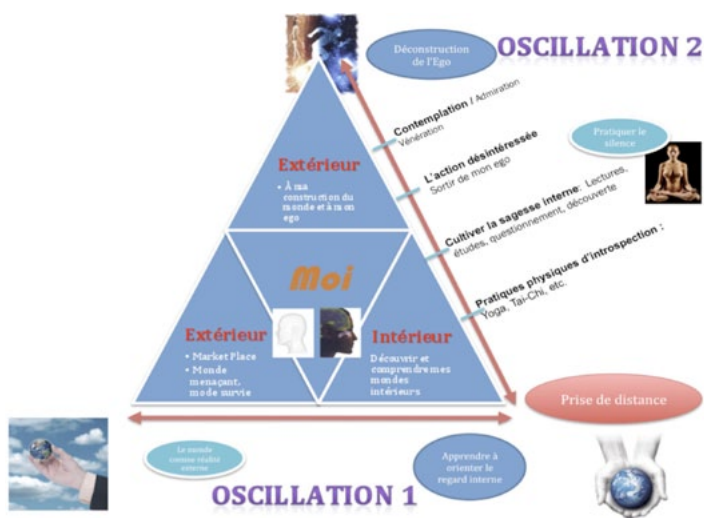 Déconstruction
de l'Ego
OSCILLATION 2
Contemplation / Admiration
Vénération
L'action désintéressée
Sortir de mon ego
Pratiquer le
silence
Cultiver la sagesse interne: Lectures,
études, questionnement, découverte
Pratiques physiques d'introspection :
Yoga, Tai-Chi, etc.
Extérieur
• À ma
construction du
monde et à mon
ego
Moi
Extérieur
• Market Place
• Monde
menaçant,
mode survie
Intérieur
Découvrir et
comprendre mes
mondes
intérieurs
Prise de distance
Le monde
comme réalité
externe
Apprendre à
orienter le
regard interne
OSCILLATION 1